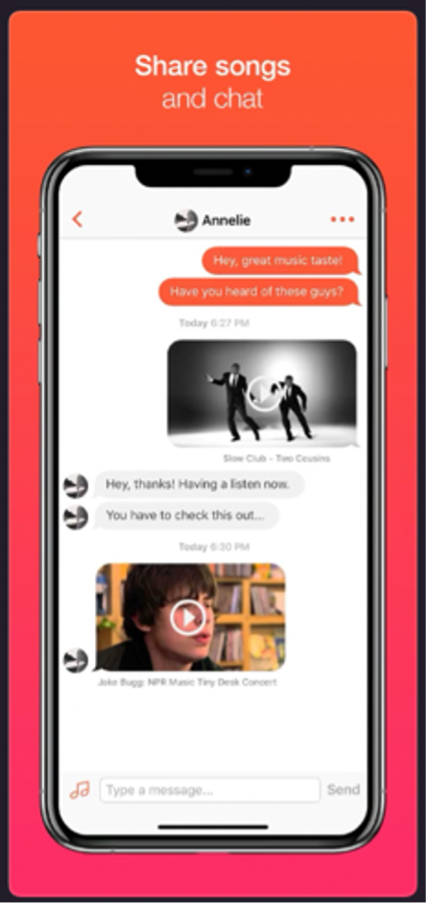 Share songs
and chat
Annelie
Hey, great music taste!
Have you heard of these guys?
Today 6:27 PM
Slow Club - Two Cousins
Hey, thanks! Having a listen now.
You have to check this out...
Today 6:30 PM
Jake Bugg: NPR Music Tiny Desk Concert
Type a message...
Send